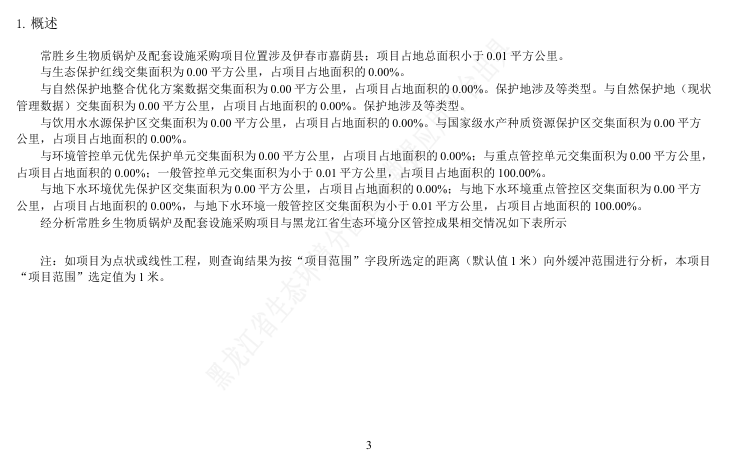 1. 概述
常胜乡生物质锅炉及配套设施采购项目位置涉及伊春市嘉荫县；项目占地总面积小于 0.01 平方公里。
与生态保护红线交集面积为 0.00 平方公里，占项目占地面积的 0.00%。
与自然保护地整合优化方案数据交集面积为 0.00 平方公里，占项目占地面积的 0.00%。保护地涉及等类型。与自然保护地（现状
管理数据）交集面积为 0.00 平方公里，占项目占地面积的 0.00%。保护地涉及等类型。
与饮用水水源保护区交集面积为 0.00 平方公里，占项目占地面积的 0.00%。与国家级水产种质资源保护区交集面积为 0.00 平方
公里，占项目占地面积的 0.00%。
与环境管控单元优先保护单元交集面积为 0.00 平方公里，占项目占地面积的 0.00%；与重点管控单元交集面积为 0.00 平方公里，
占项目占地面积的 0.00%；一般管控单元交集面积为小于 0.01 平方公里，占项目占地面积的 100.00%。
与地下水环境优先保护区交集面积为 0.00 平方公里，占项目占地面积的 0.00%；与地下水环境重点管控区交集面积为 0.00 平方
公里，占项目占地面积的 0.00%，与地下水环境一般管控区交集面积为小于 0.01 平方公里，占项目占地面积的 100.00%。
经分析常胜乡生物质锅炉及配套设施采购项目与黑龙江省生态环境分区管控成果相交情况如下表所示
注：如项目为点状或线性工程，则查询结果为按“项目范围”字段所选定的距离（默认值 1 米）向外缓冲范围进行分析，本项目
“项目范围”选定值为 1 米。
黑龙江省生态环境分
3